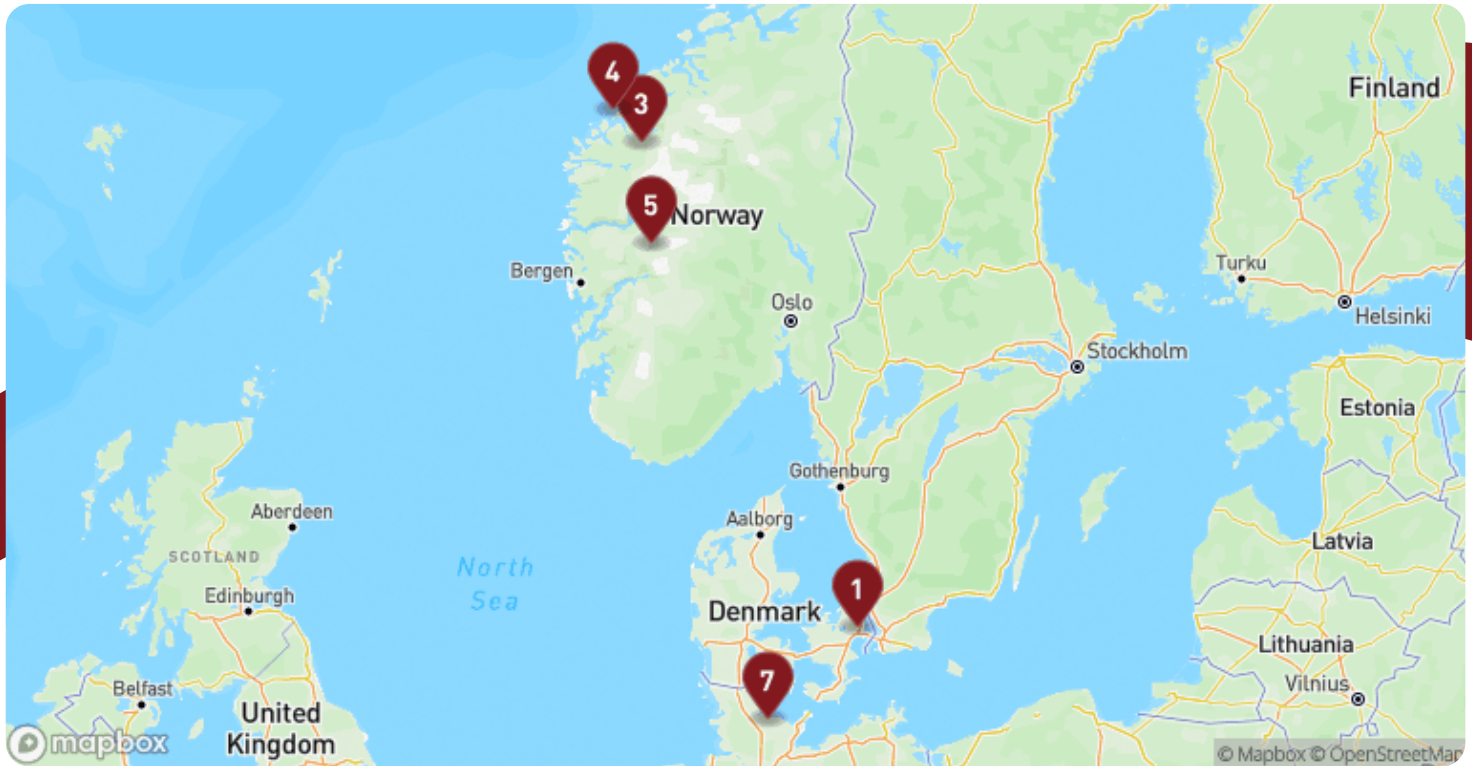 4
3
Finland
5
Norway
Bergen
Turku
Oslo
Helsinki
Stockholm
Estonia
Gothenburg
Aberdeen
Aalborg
SCOTLAND
Latvia
North
Sea
Edinburgh
1
Denmark
Lithuania
7
Belfast
Vilnius
United
Kingdom
mapbox
© Mapbox © OpenStreetMap